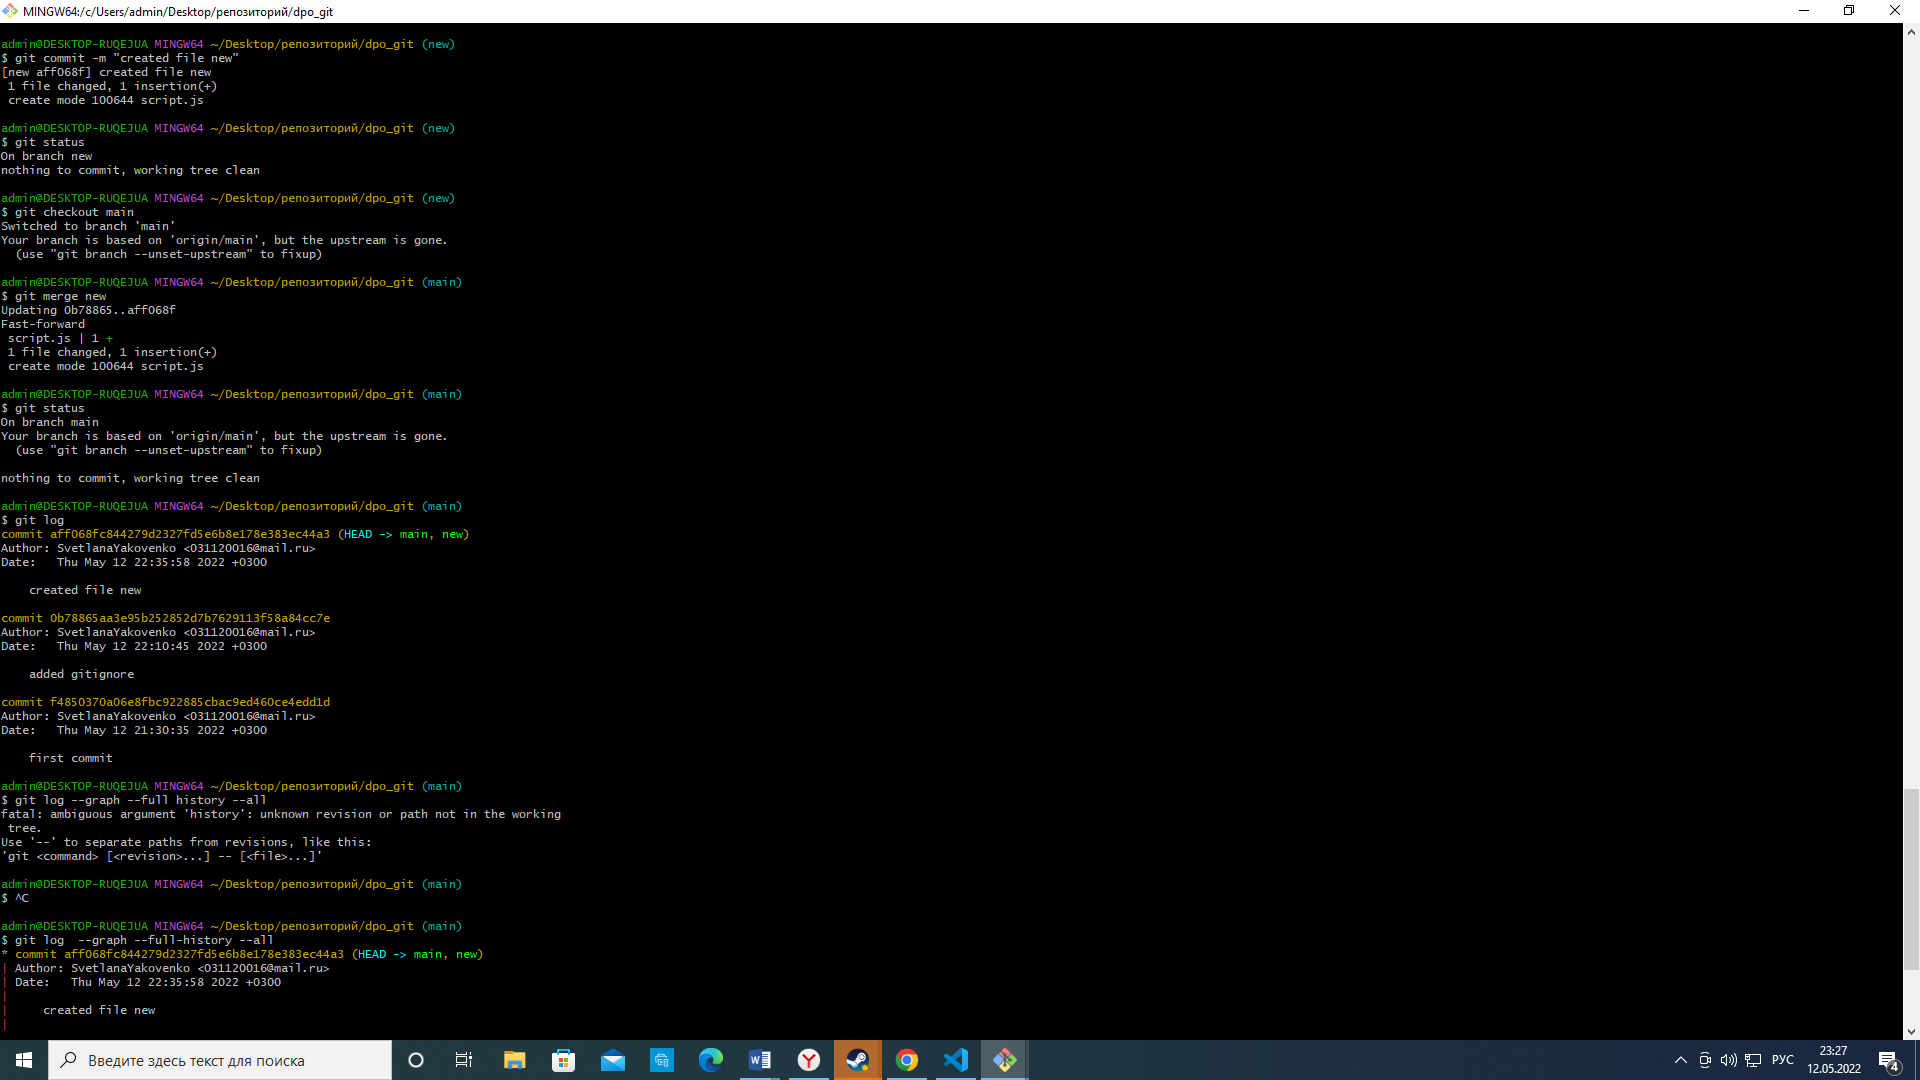 MINGW64:/c/Users/admin/Desktop/репозиторий/dpo_git
admin@DESKTOP-RUQEJUA MINGW64 ~/Desktop/репозиторий/dpo_git (new)
$ git commit -m "created file new"
[new aff068f] created file new
 1 file changed, 1 insertion(+)
 create mode 100644 script.js
admin@DESKTOP-RUQEJUA MINGW64 ~/Desktop/репозиторий/dpo_git (new)
$ git status
On branch new
nothing to commit, working tree clean
admin@DESKTOP-RUQEJUA MINGW64 ~/Desktop/репозиторий/dpo_git (new)
$ git checkout main
Switched to branch 'main'
Your branch is based on 'origin/main', but the upstream is gone.
  (use "git branch --unset-upstream" to fixup)
admin@DESKTOP-RUQEJUA MINGW64 ~/Desktop/репозиторий/dpo_git (main)
$ git merge new
Updating 0b78865..aff068f
Fast-forward
 script.js | 1 +
 1 file changed, 1 insertion(+)
 create mode 100644 script.js
admin@DESKTOP-RUQEJUA MINGW64 ~/Desktop/репозиторий/dpo_git (main)
$ git status
On branch main
Your branch is based on 'origin/main', but the upstream is gone.
  (use "git branch --unset-upstream" to fixup)
nothing to commit, working tree clean
admin@DESKTOP-RUQEJUA MINGW64 ~/Desktop/репозиторий/dpo_git (main)
$ git log
commit aff068fc844279d2327fd5e6b8e178e383ec44a3 (HEAD -> main, new)
Author: SvetlanaYakovenko <031120016@mail.ru>
Date:   Thu May 12 22:35:58 2022 +0300
    created file new
commit 0b78865aa3e95b252852d7b7629113f58a84cc7e
Author: SvetlanaYakovenko <031120016@mail.ru>
Date:   Thu May 12 22:10:45 2022 +0300
    added gitignore
commit f4850370a06e8fbc922885cbac9ed460ce4edd1d
Author: SvetlanaYakovenko <031120016@mail.ru>
Date:   Thu May 12 21:30:35 2022 +0300
    first commit
admin@DESKTOP-RUQEJUA MINGW64 ~/Desktop/репозиторий/dpo_git (main)
$ git log --graph --full history --all
fatal: ambiguous argument 'history': unknown revision or path not in the working
 tree.
Use '--' to separate paths from revisions, like this:
'git <command> [<revision>...] -- [<file>...]'
admin@DESKTOP-RUQEJUA MINGW64 ~/Desktop/репозиторий/dpo_git (main)
$ ^C
admin@DESKTOP-RUQEJUA MINGW64 ~/Desktop/репозиторий/dpo_git (main)
$ git log  --graph --full-history --all
* commit aff068fc844279d2327fd5e6b8e178e383ec44a3 (HEAD -> main, new)
| Author: SvetlanaYakovenko <031120016@mail.ru>
| Date:   Thu May 12 22:35:58 2022 +0300
|
|     created file new
|
Введите здесь текст для поиска
РУС
23:27
12.05.2022
4